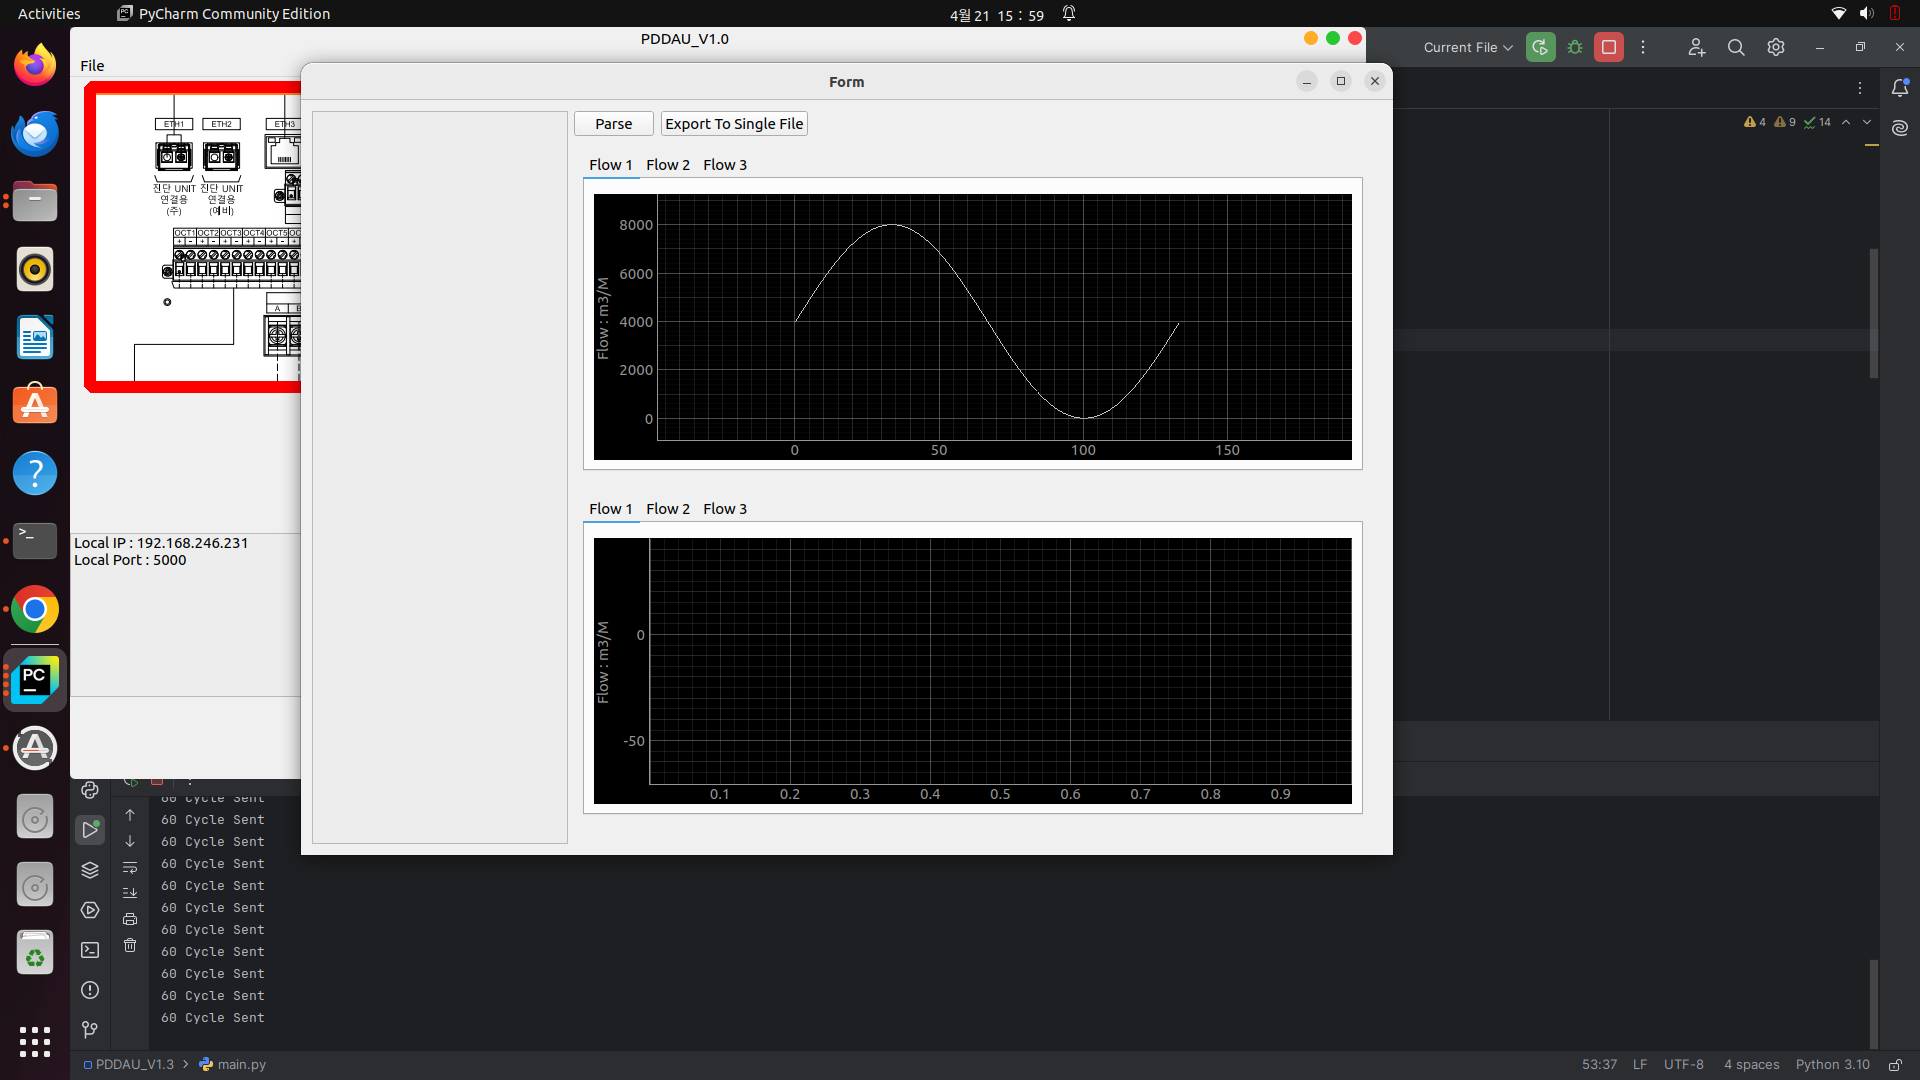 Activities
PyCharm Community Edition
4월 21 15 : 59
PDDAU_V1.0
Current File
File
Form
ETH1
ETH2
ETH3
진단 UNIT
연결용
(주)
진단 UNIT
연결용
(예비)
OCT1 OCT2 OCT3 OCT4 OCT5 OC
+ - + - + - + - + - +
A
Parse
Export To Single File
4 9 14
Flow 1 Flow 2 Flow 3
Flow : m3/M
8000
6000
4000
2000
0
0 50 100 150
Flow 1 Flow 2 Flow 3
Flow : m3/M
0
-50
0.1 0.2 0.3 0.4 0.5 0.6 0.7 0.8 0.9
Local IP : 192.168.246.231
Local Port : 5000
PC
60 Cycle Sent
60 Cycle Sent
60 Cycle Sent
60 Cycle Sent
60 Cycle Sent
60 Cycle Sent
60 Cycle Sent
60 Cycle Sent
60 Cycle Sent
60 Cycle Sent
60 Cycle Sent
PDDAU_V1.3 > main.py
53:37 LF UTF-8 4 spaces Python 3.10